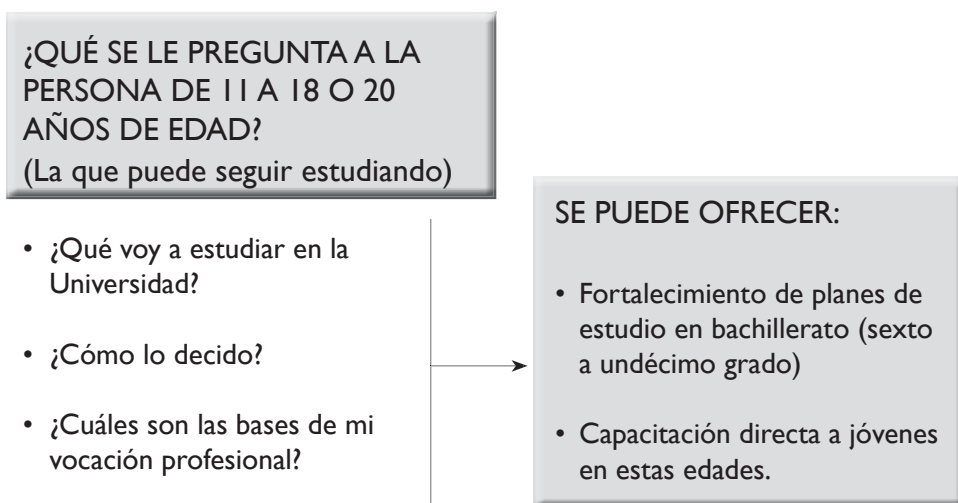 ¿QUÉ SE LE PREGUNTA A LA
PERSONA DE 11 A 18 O 20
AÑOS DE EDAD?
(La que puede seguir estudiando)
• ¿Qué voy a estudiar en la
Universidad?
• ¿Cómo lo decido?
• ¿Cuáles son las bases de mi
vocación profesional?
SE PUEDE OFRECER:
• Fortalecimiento de planes de
estudio en bachillerato (sexto
a undécimo grado)
• Capacitación directa a jóvenes
en estas edades.